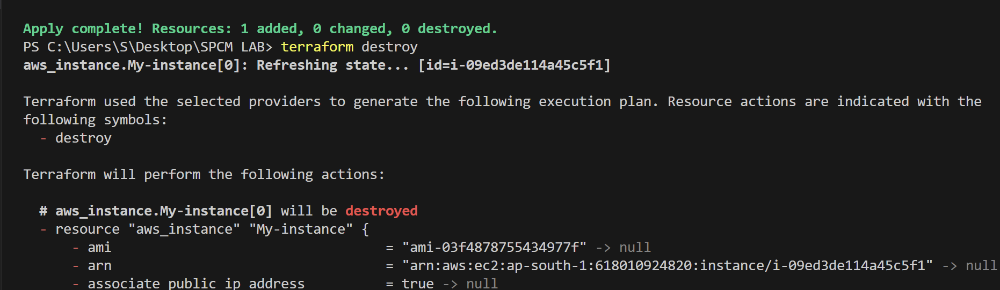 Apply complete! Resources: 1 added, 0 changed, 0 destroyed.
PS C:\Users\S\Desktop\SPCM LAB> terraform destroy
aws_instance.My-instance[0]: Refreshing state... [id=i-09ed3de114a45c5f1]
Terraform used the selected providers to generate the following execution plan. Resource actions are indicated with the
following symbols:
- destroy
Terraform will perform the following actions:
# aws_instance.My-instance[0] will be destroyed
- resource "aws_instance" "My-instance" {
- ami = "ami-03f4878755434977f" -> null
- arn = "arn:aws:ec2:ap-south-1:618010924820:instance/i-09ed3de114a45c5f1" -> null
- associate_public_ip_address = true -> null